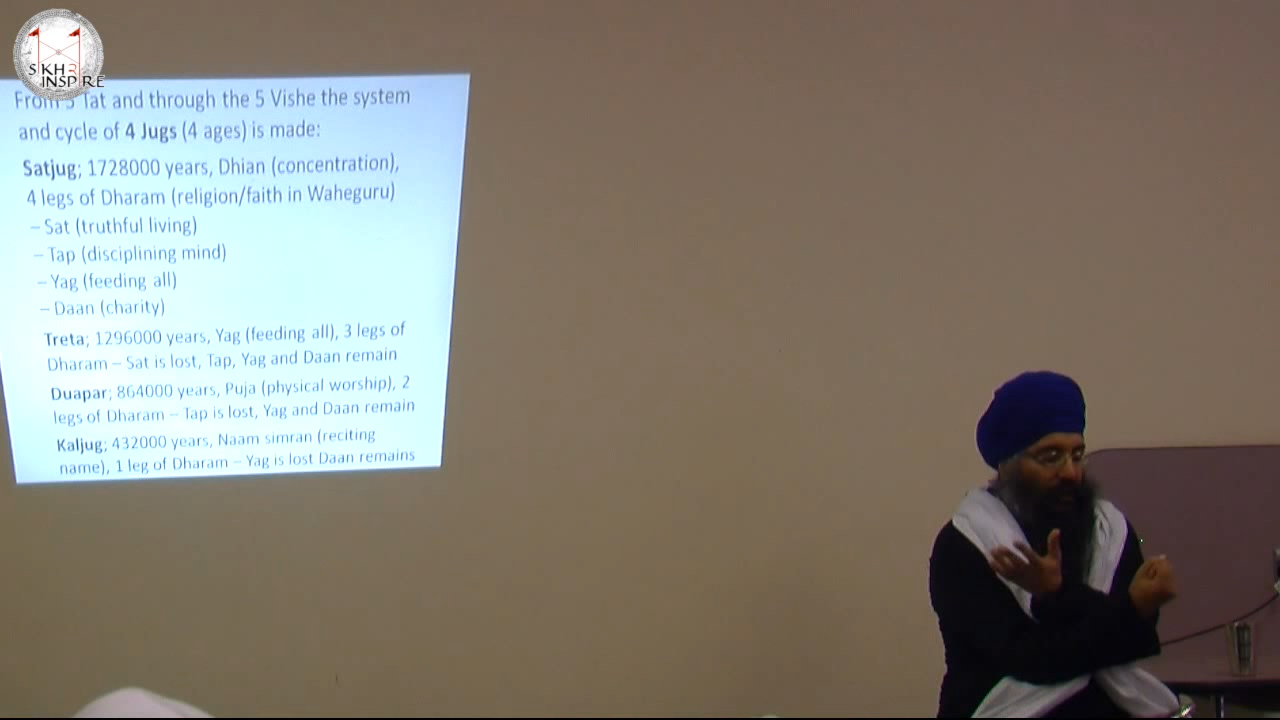 SIKH2
INSPIRE
From 5 Tat and through the 5 Vishe the system
and cycle of 4 Jugs (4 ages) is made:
Satjug; 1728000 years, Dhian (concentration),
4 legs of Dharam (religion/faith in Waheguru)
– Sat (truthful living)
– Tap (disciplining mind)
– Yag (feeding all)
– Daan (charity)
Treta; 1296000 years, Yag (feeding all), 3 legs of
Dharam – Sat is lost, Tap, Yag and Daan remain
Duapar; 864000 years, Puja (physical worship), 2
legs of Dharam – Tap is lost, Yag and Daan remain
Kaljug; 432000 years, Naam simran (reciting
name), 1 leg of Dharam – Yag is lost Daan remains